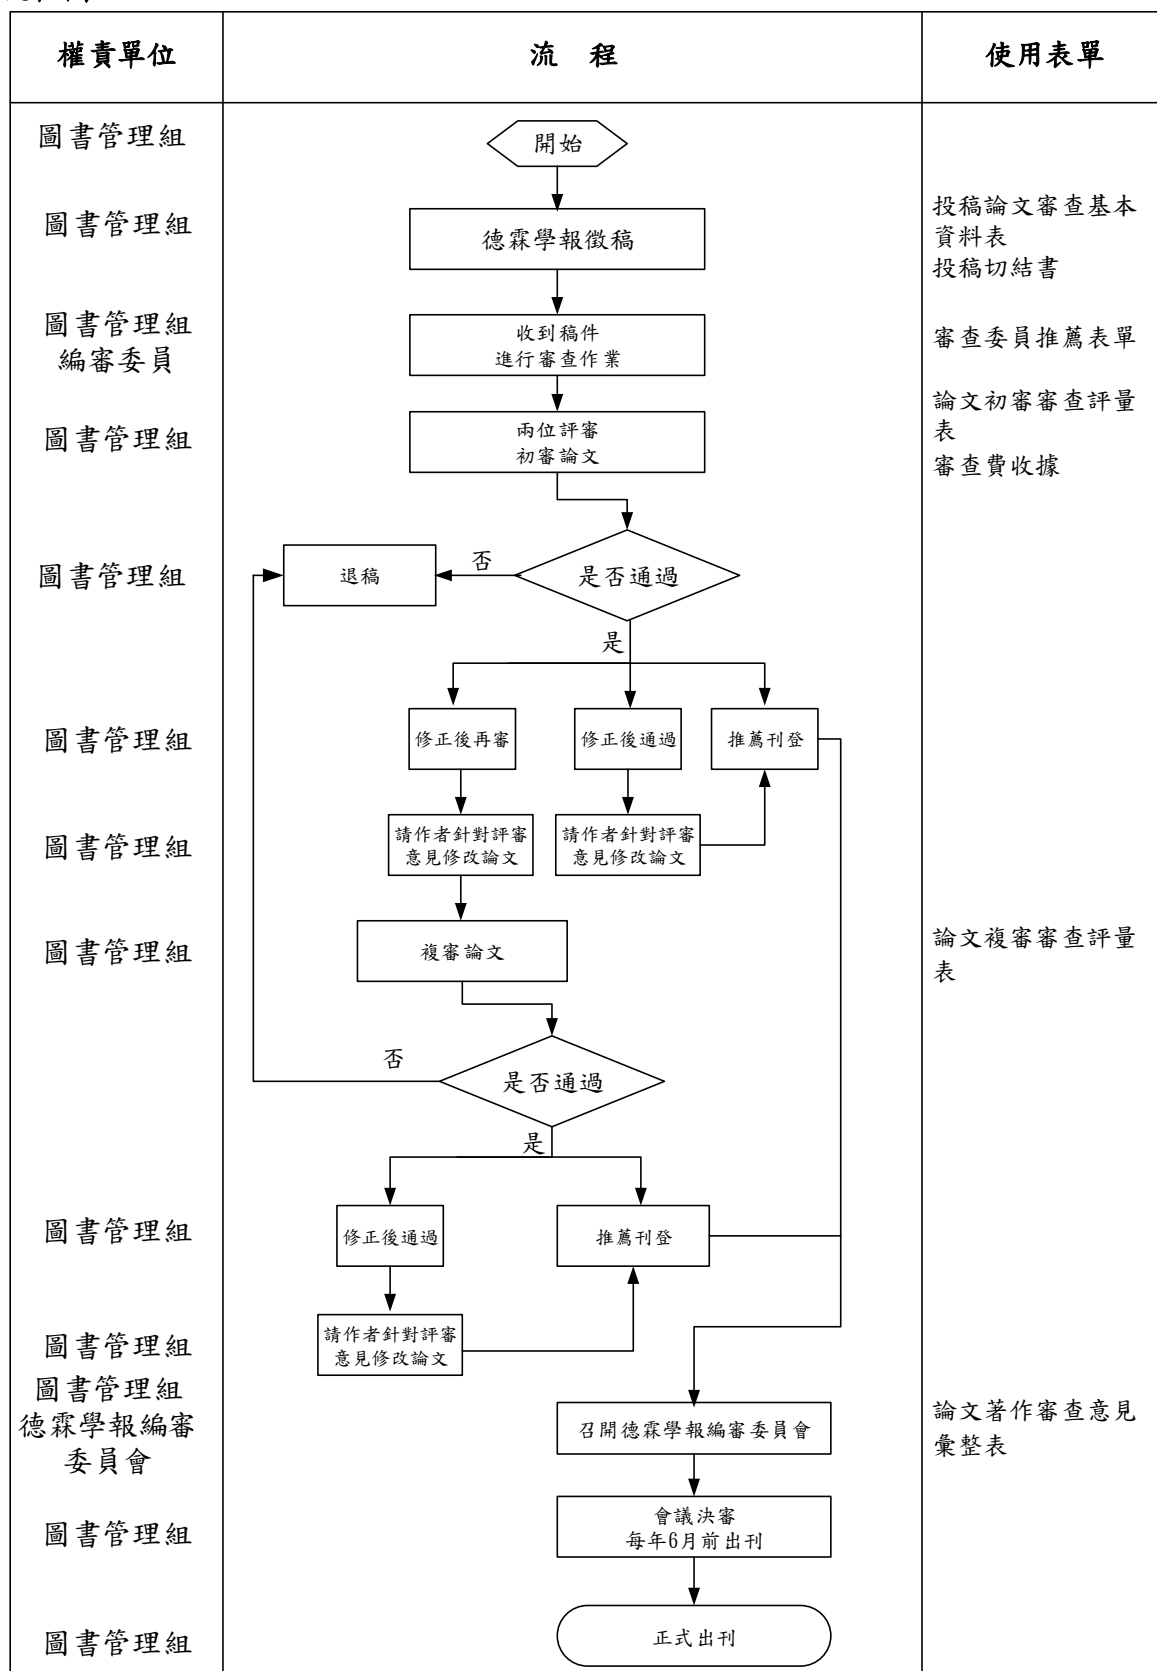 權責單位
流 程
使用表單
圖書管理組
開始
圖書管理組
德霖學報徵稿
投稿論文審查基本
資料表
投稿切結書
圖書管理組
編審委員
收到稿件
進行審查作業
審查委員推薦表單
圖書管理組
兩位評審
初審論文
論文初審審查評量
表
審查費收據
圖書管理組
退稿
否
是否通過
是
圖書管理組
修正後再審
修正後通過
推薦刊登
圖書管理組
請作者針對評審
意見修改論文
請作者針對評審
意見修改論文
圖書管理組
複審論文
論文複審審查評量
表
否
是否通過
是
圖書管理組
修正後通過
推薦刊登
圖書管理組
請作者針對評審
意見修改論文
圖書管理組
德霖學報編審
委員會
召開德霖學報編審委員會
論文著作審查意見
彙整表
圖書管理組
會議決審
每年6月前出刊
圖書管理組
正式出刊